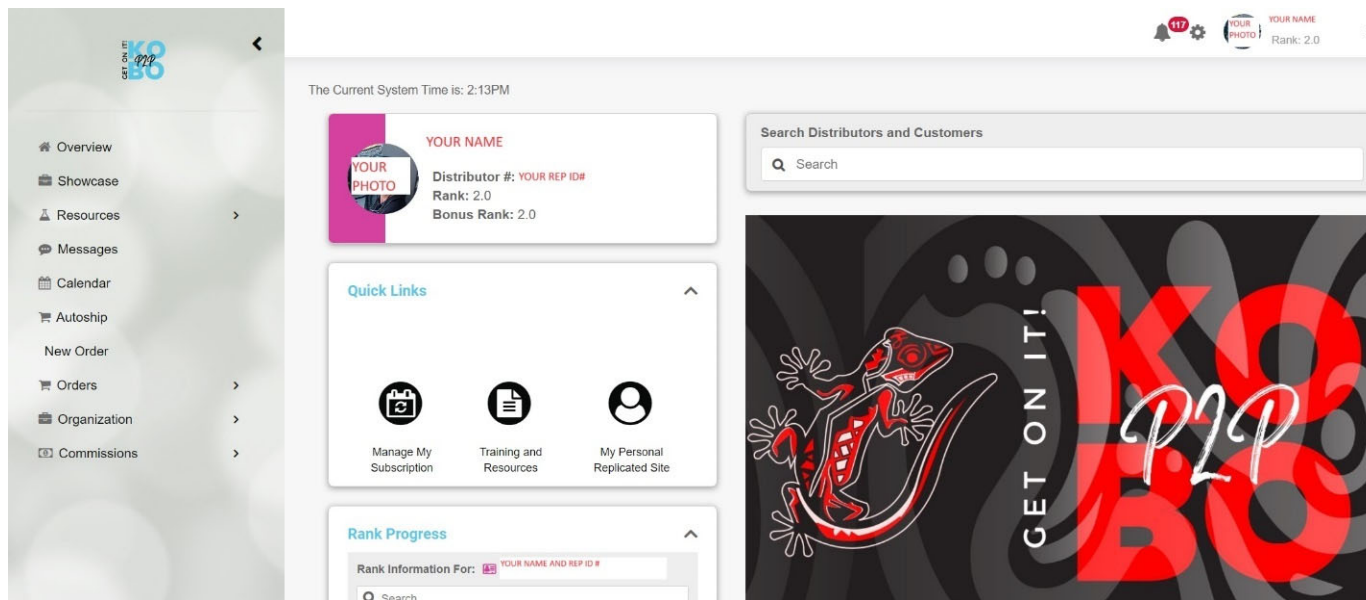 GET ON IT!
KO
P2P
BO
117
YOUR
PHOTO
YOUR NAME
Rank: 2.0
The Current System Time is: 2:13PM
Overview
Showcase
Resources
Messages
Calendar
Autoship
New Order
Orders
Organization
Commissions
YOUR NAME
YOUR
PHOTO
Distributor #: YOUR REP ID#
Rank: 2.0
Bonus Rank: 2.0
Quick Links
Manage My
Subscription
Training and
Resources
My Personal
Replicated Site
Rank Progress
Rank Information For: YOUR NAME AND REP ID #
Search
Search Distributors and Customers
Search
GET ON IT!
KO
P2P
BO